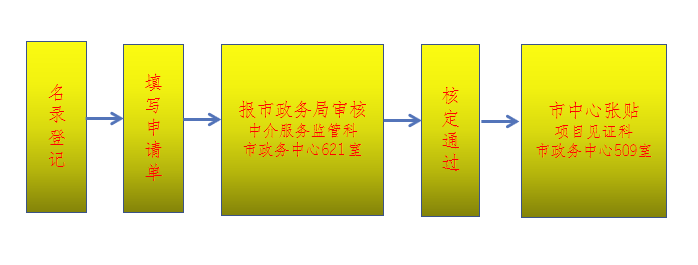 名录登记
填写申请单
报市政务局审核
中介服务监管科
市政务中心621室
核定通过
市中心张贴
项目见证科
市政务中心509室